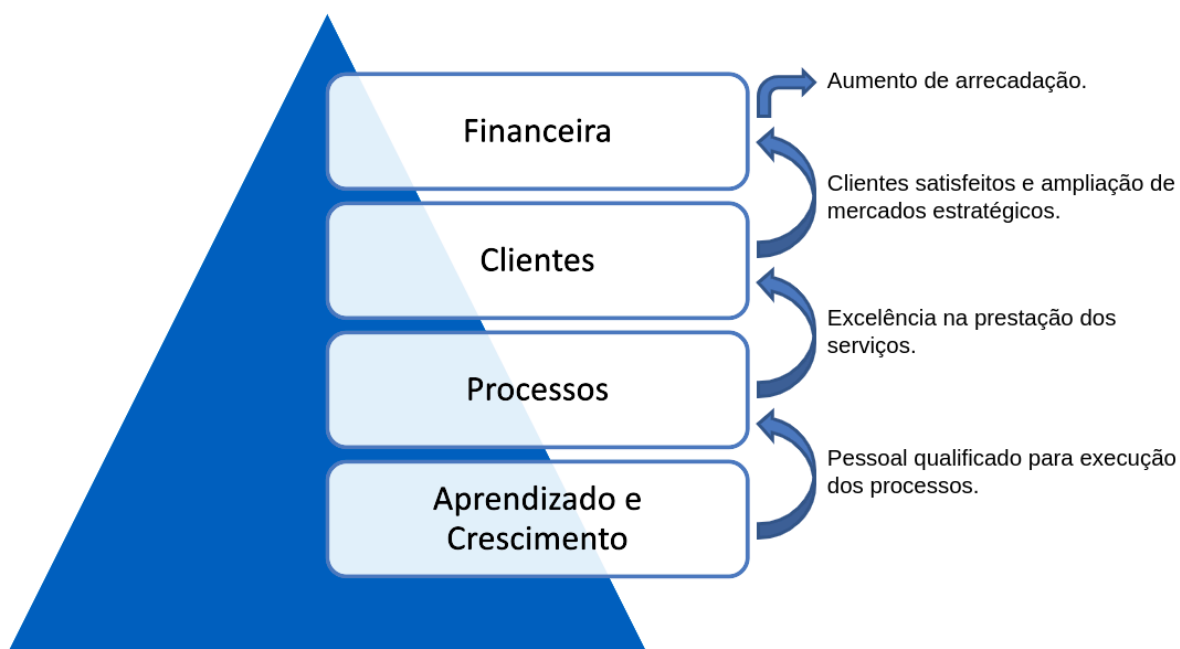 Financeira
Aumento de arrecadação.
Clientes
Clientes satisfeitos e ampliação de
mercados estratégicos.
Processos
Excelência na prestação dos
serviços.
Aprendizado e
Crescimento
Pessoal qualificado para execução
dos processos.